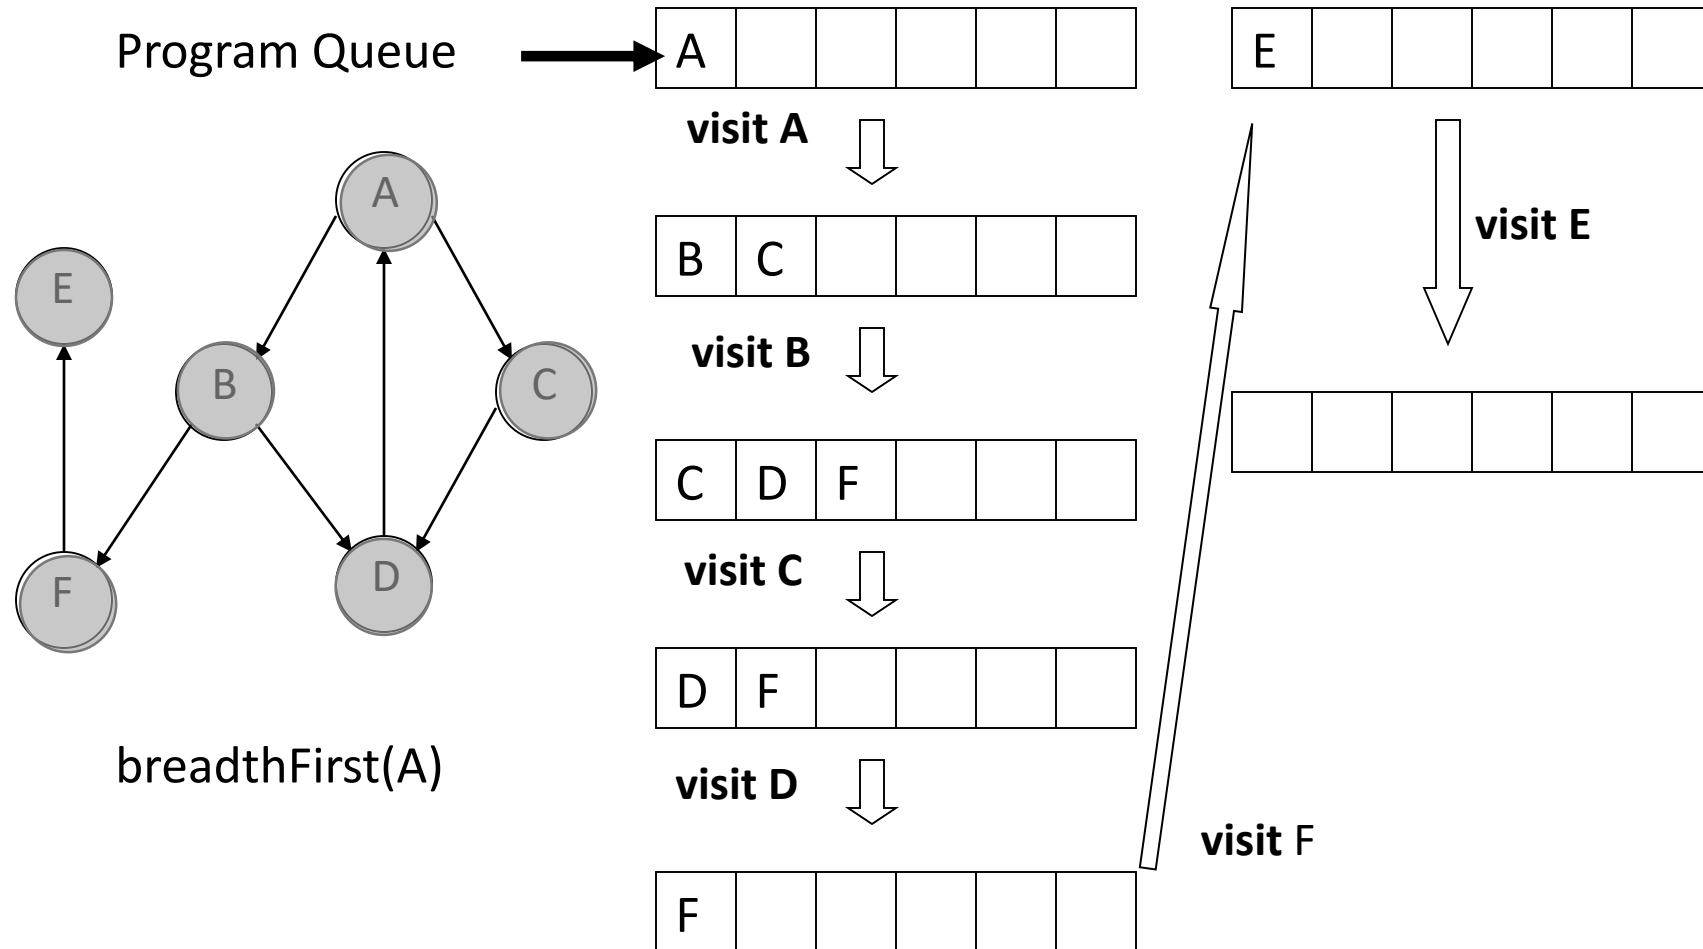 Program Queue
A
E
B
C
F
D
breadthFirst(A)
A
visit A
B C
visit B
C D F
visit C
D F
visit D
F
visit F
E
visit E